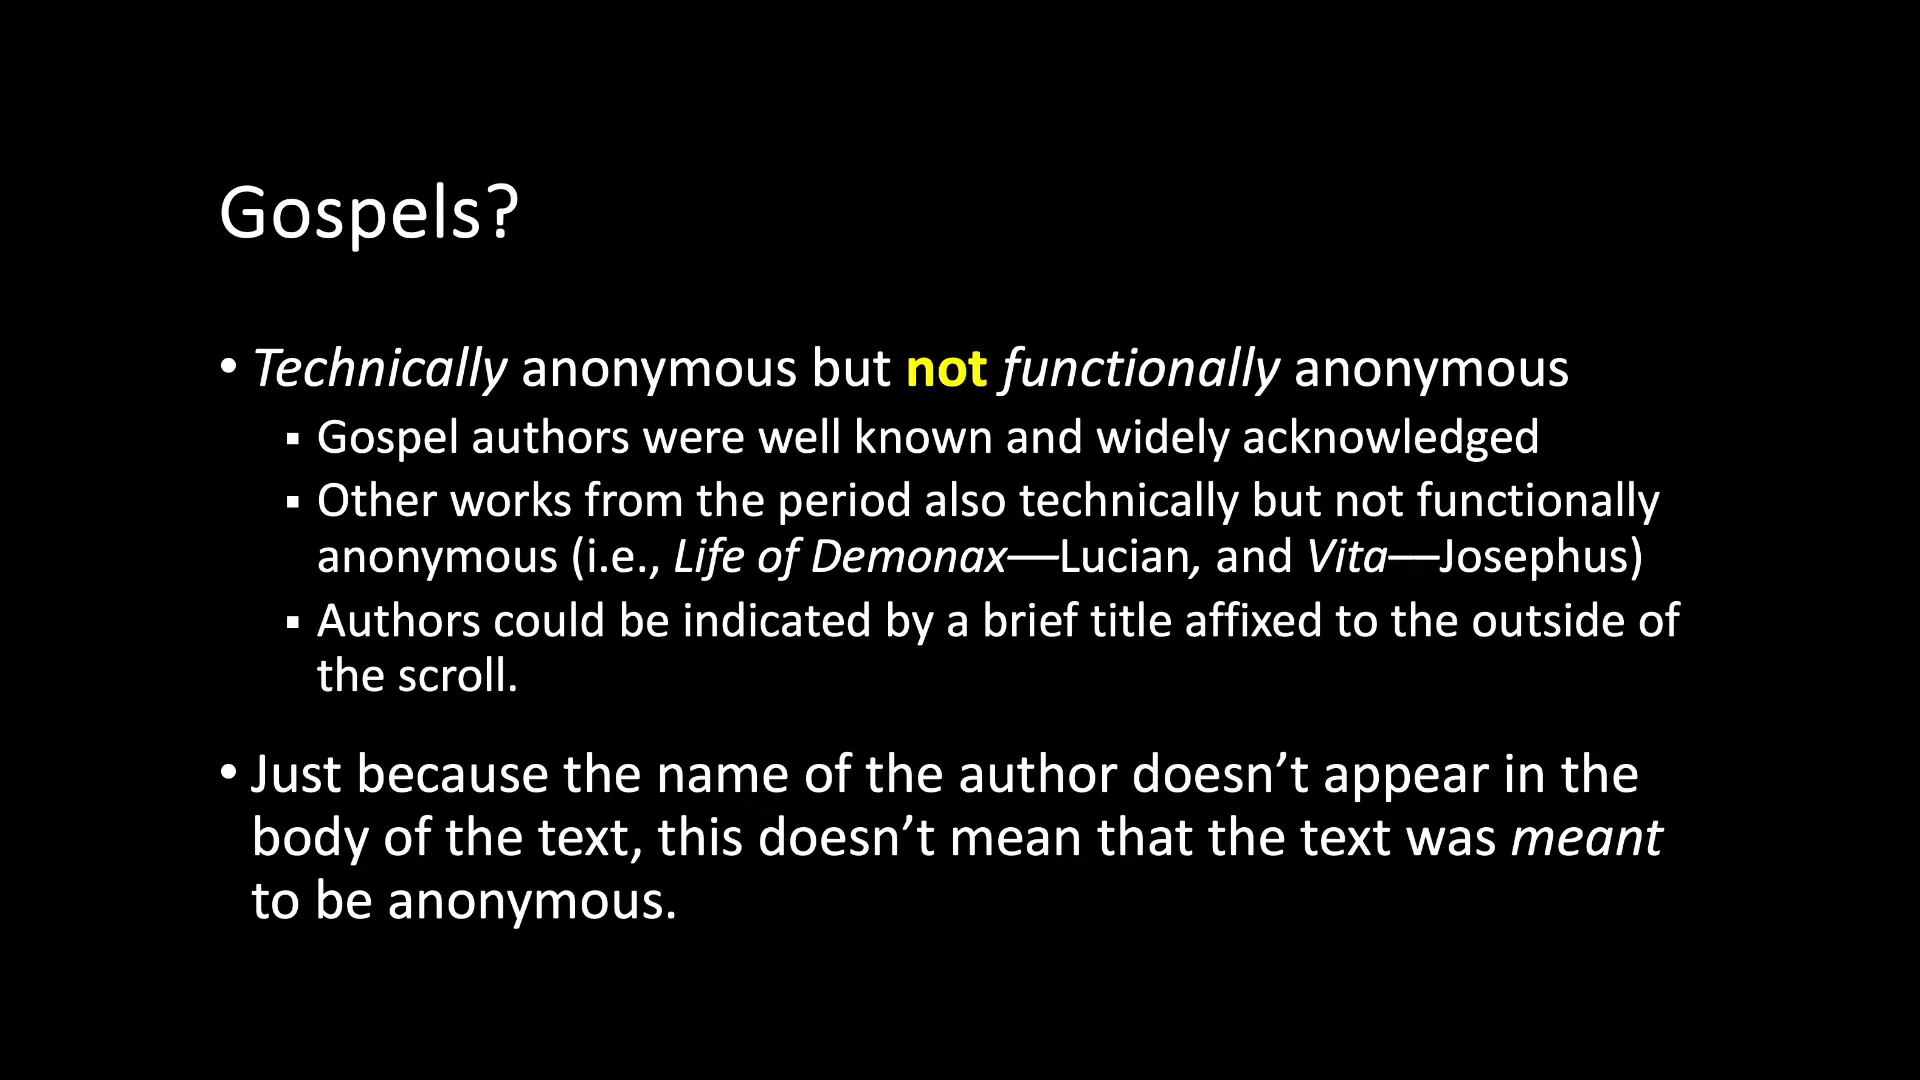 Gospels?
• Technically anonymous but not functionally anonymous
▪ Gospel authors were well known and widely acknowledged
▪ Other works from the period also technically but not functionally
anonymous (i.e., Life of Demonax—Lucian, and Vita—Josephus)
▪ Authors could be indicated by a brief title affixed to the outside of
the scroll.
• Just because the name of the author doesn’t appear in the
body of the text, this doesn’t mean that the text was meant
to be anonymous.